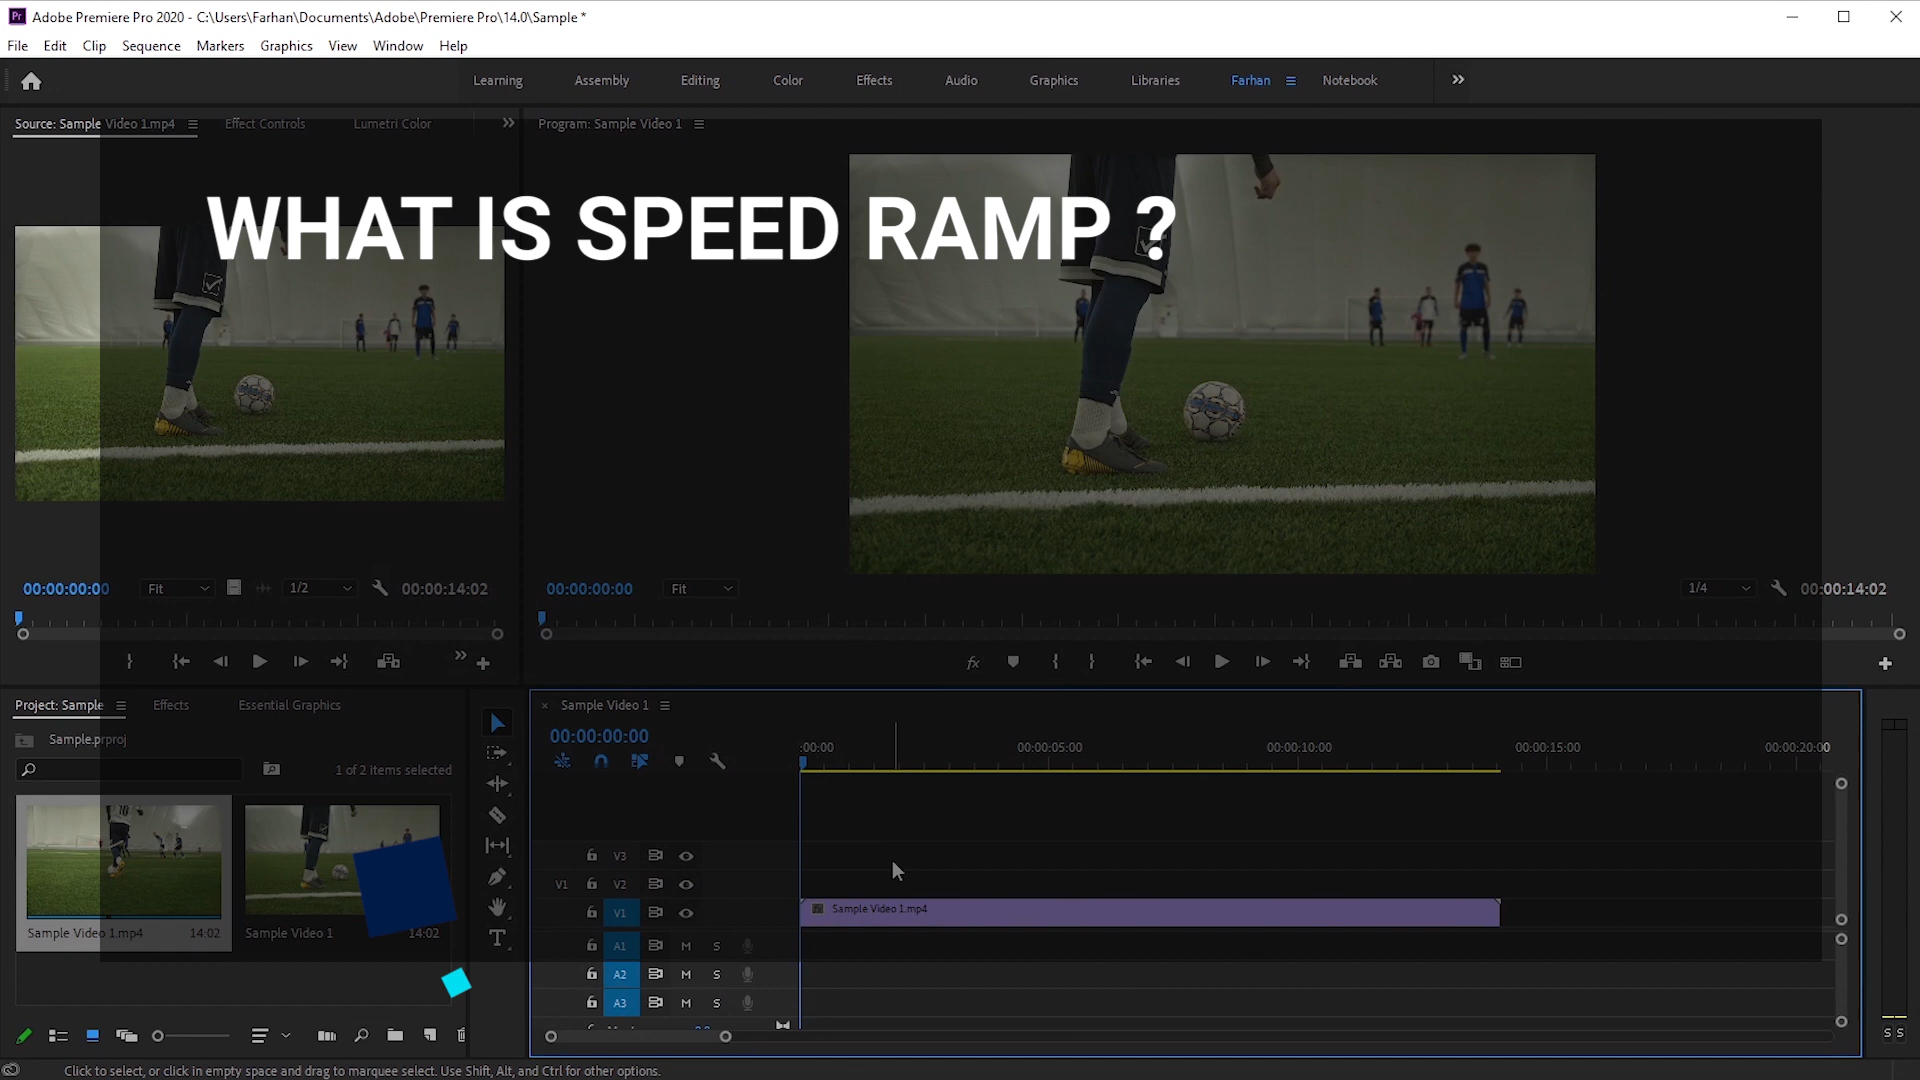 Pr Adobe Premiere Pro 2020 - C:\Users\Farhan\Documents\Adobe\Premiere Pro\14.0\Sample *
File Edit Clip Sequence Markers Graphics View Window Help
Learning Assembly Editing Color Effects Audio Graphics Libraries Farhan Notebook
Source: Sample Video 1.mp4 Effect Controls Lumetri Color Program: Sample Video 1
WHAT IS SPEED RAMP ?
00:00:00:00 Fit 1/2 00:00:14:02 00:00:00:00 Fit 1/4 00:00:14:02
fx
Project: Sample Effects Essential Graphics
Sample.prproj
1 of 2 items selected
Sample Video 1.mp4 14:02 Sample Video 1 14:02
Sample Video 1
00:00:00:00
:00:00 00:00:05:00 00:00:10:00 00:00:15:00 00:00:20:00
V3
V1 V2
V1 Sample Video 1.mp4
A1 M S
A2 M S
A3 M S
S S
Click to select, or click in empty space and drag to marquee select. Use Shift, Alt, and Ctrl for other options.